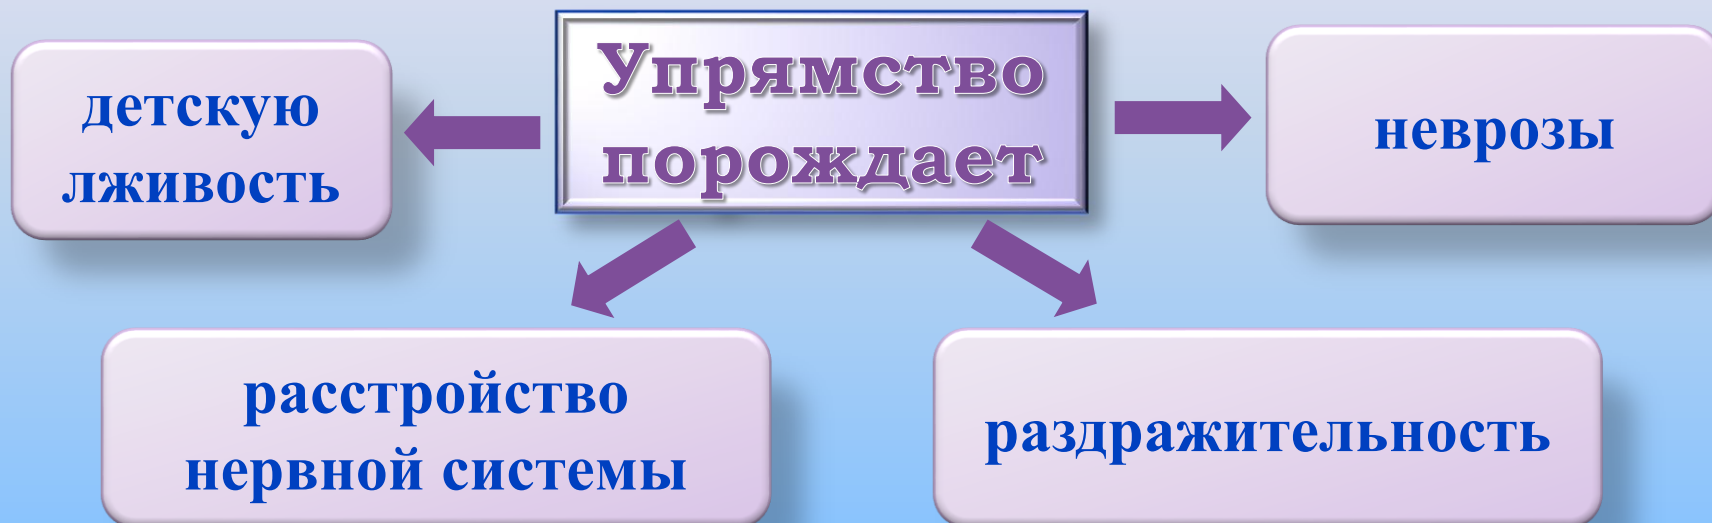 Упрямство
порождает
детскую
лживость
неврозы
расстройство
нервной системы
раздражительность